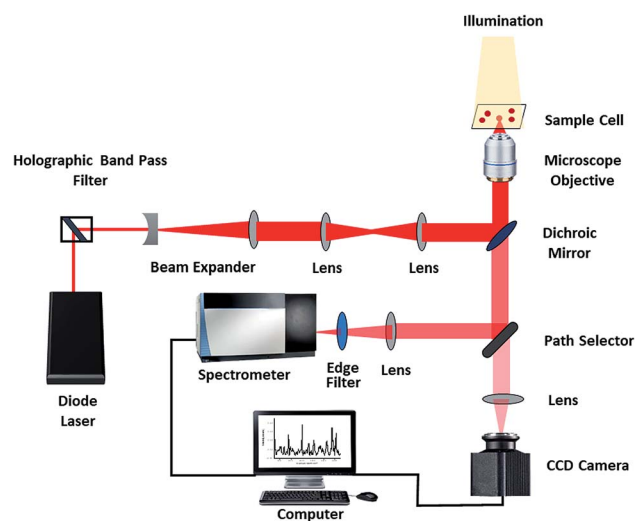 Illumination
Sample Cell
Holographic Band Pass
Filter
Microscope
Objective
Dichroic
Mirror
Beam Expander
Lens
Lens
Path Selector
Spectrometer
Edge
Filter
Lens
Diode
Laser
Lens
CCD Camera
Computer